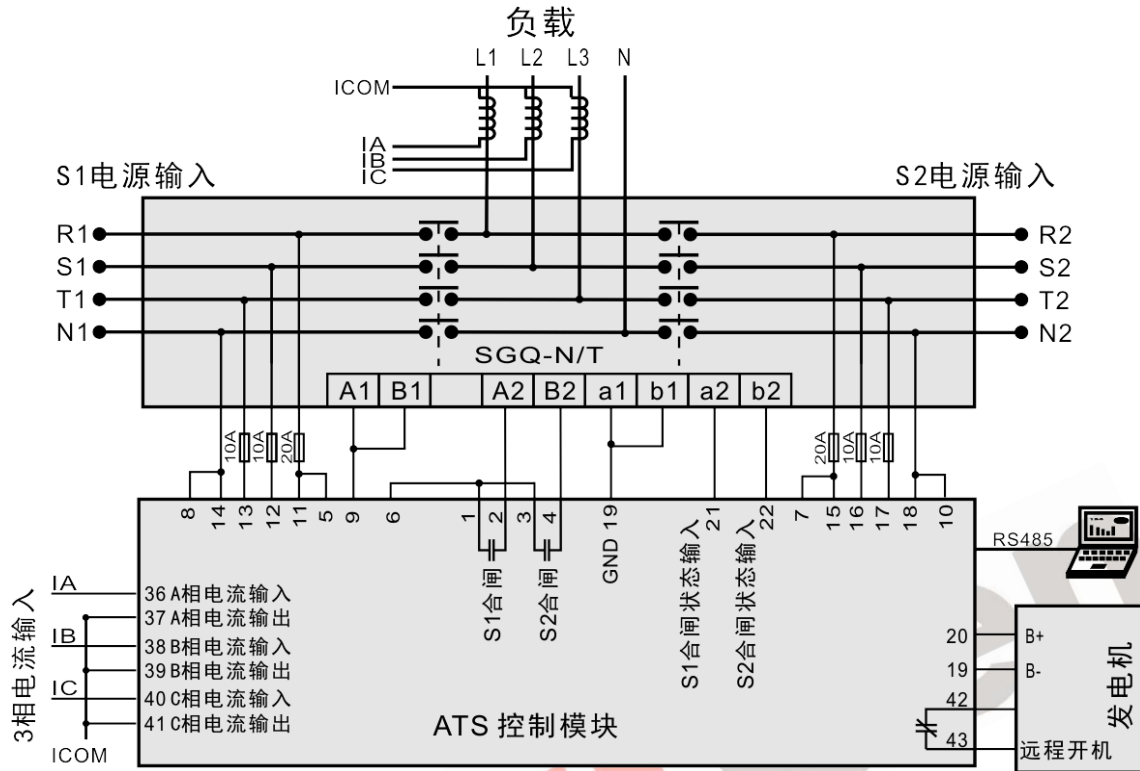 负载
L1 L2 L3 N
ICOM
IA
IB
IC
S1电源输入
S2电源输入
R1
S1
T1
N1
R2
S2
T2
N2
SGQ-N/T
A1 B1 A2 B2 a1 b1 a2 b2
10A 10A 20A
20A 10A 10A
8 14 13 12 11 5 9 6 1 2 3 4 GND 19 21 22 7 15 16 17 18 10
S1合闸
S2合闸
S1合闸状态输入
S2合闸状态输入
RS485
3相电流输入
IA
IB
IC
ICOM
36 A相电流输入
37 A相电流输出
38 B相电流输入
39 B相电流输出
40 C相电流输入
41 C相电流输出
ATS 控制模块
20 B+
19 B-
42
43 远程开机
发电机